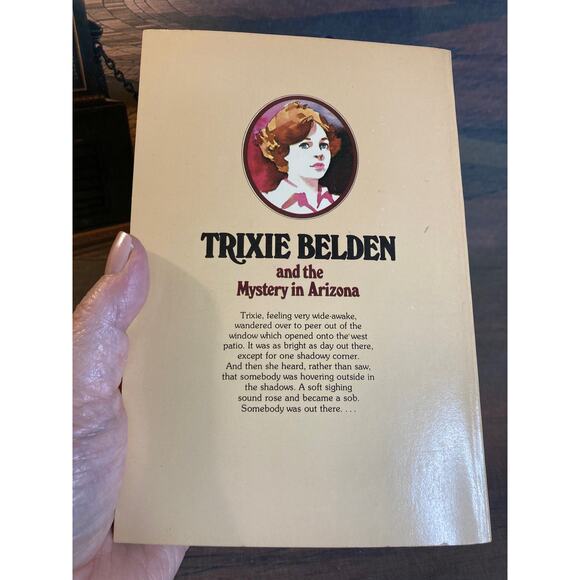 TRIXIE BELDEN
and the
Mystery in Arizona
Trixie, feeling very wide-awake,
wandered over to peer out of the
window which opened onto the west
patio. It was as bright as day out there,
except for one shadowy corner.
And then she heard, rather than saw,
that somebody was hovering outside in
the shadows. A soft sighing
sound rose and became a sob.
Somebody was out there. . . .